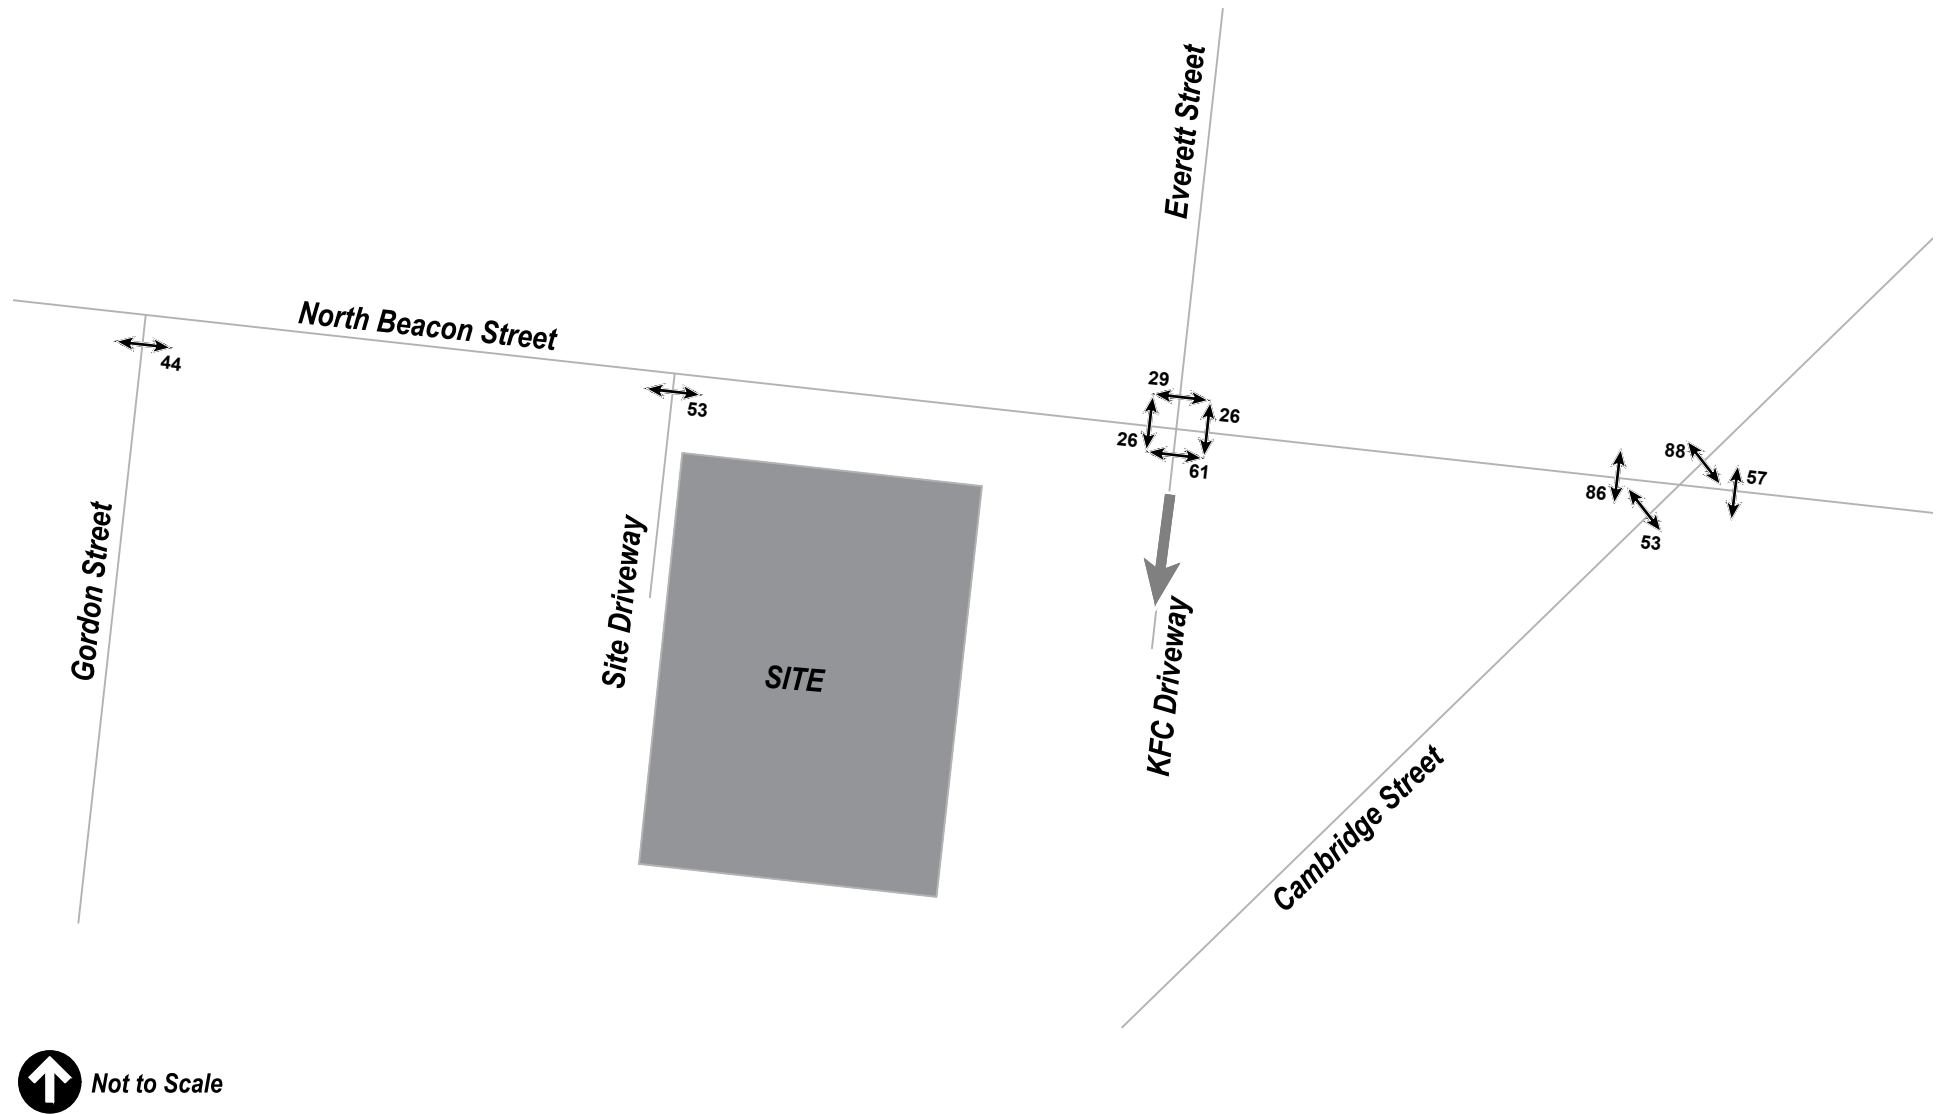 Everett Street
North Beacon Street
44
53
29
26
26
61
88
57
86
53
Gordon Street
Site Driveway
SITE
KFC Driveway
Cambridge Street
Not to Scale